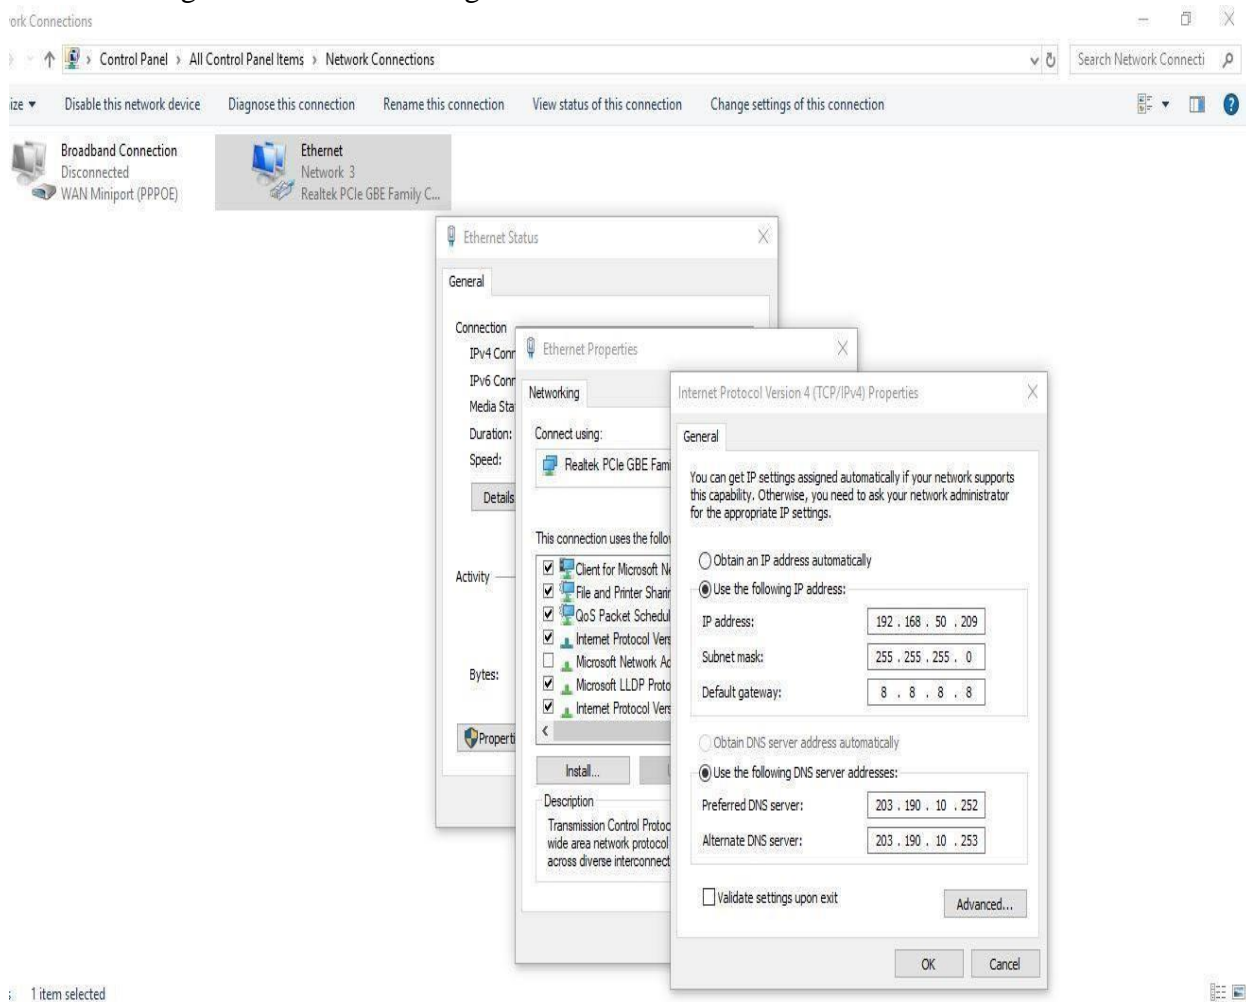 ork Connections
Control Panel › All Control Panel Items › Network Connections
Search Network Connecti
ize Disable this network device Diagnose this connection Rename this connection View status of this connection Change settings of this connection
Broadband Connection
Disconnected
WAN Miniport (PPPOE)
Ethernet
Network 3
Realtek PCIe GBE Family C...
Ethernet Status
General
Connection
IPv4 Conn
IPv6 Conn
Media Sta
Duration:
Speed:
Details
Activity
Bytes:
Properti
Ethernet Properties
Networking
Connect using:
Realtek PCIe GBE Fami
This connection uses the follow
Client for Microsoft Ne
File and Printer Sharin
QoS Packet Schedul
Internet Protocol Vers
Microsoft Network Ad
Microsoft LLDP Proto
Internet Protocol Vers
Install...
Description
Transmission Control Protoc
wide area network protocol
across diverse interconnect
Internet Protocol Version 4 (TCP/IPv4) Properties
General
You can get IP settings assigned automatically if your network supports
this capability. Otherwise, you need to ask your network administrator
for the appropriate IP settings.
Obtain an IP address automatically
Use the following IP address:
IP address: 192 . 168 . 50 . 209
Subnet mask: 255 . 255 . 255 . 0
Default gateway: 8 . 8 . 8 . 8
Obtain DNS server address automatically
Use the following DNS server addresses:
Preferred DNS server: 203 . 190 . 10 . 252
Alternate DNS server: 203 . 190 . 10 . 253
Validate settings upon exit
Advanced...
OK Cancel
1 item selected